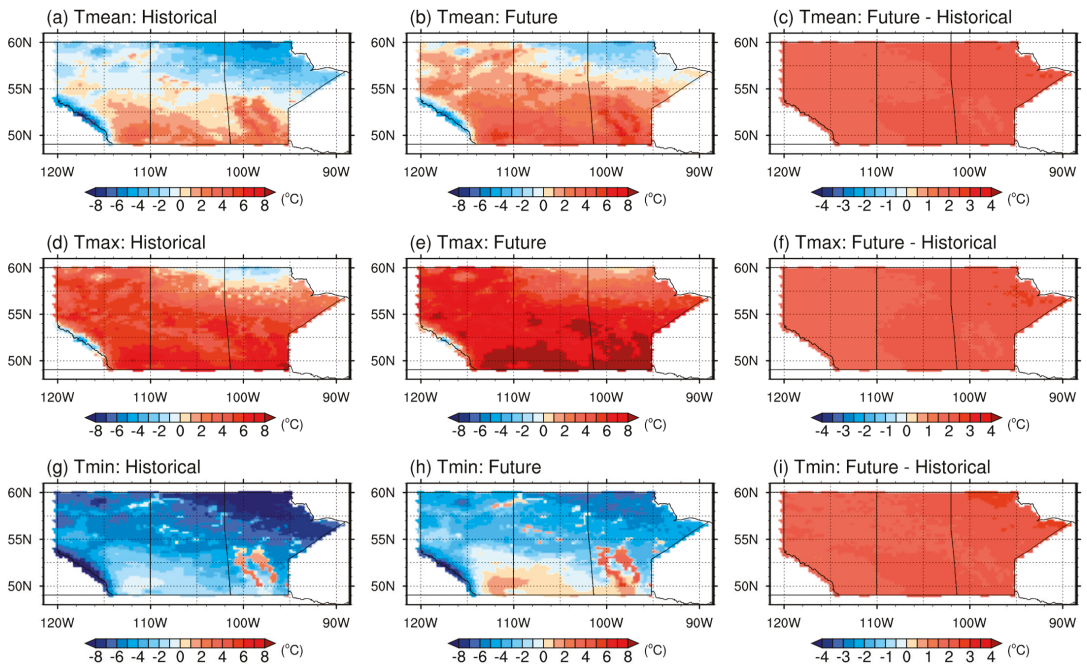 (a) Tmean: Historical
(b) Tmean: Future
(c) Tmean: Future - Historical
60N 60N 60N
55N 55N 55N
50N 50N 50N
120W 110W 100W 90W 120W 110W 100W 90W 120W 110W 100W 90W
-8 -6 -4 -2 0 2 4 6 8 (°C) -8 -6 -4 -2 0 2 4 6 8 (°C) -4 -3 -2 -1 0 1 2 3 4 (°C)
(d) Tmax: Historical
(e) Tmax: Future
(f) Tmax: Future - Historical
60N 60N 60N
55N 55N 55N
50N 50N 50N
120W 110W 100W 90W 120W 110W 100W 90W 120W 110W 100W 90W
-8 -6 -4 -2 0 2 4 6 8 (°C) -8 -6 -4 -2 0 2 4 6 8 (°C) -4 -3 -2 -1 0 1 2 3 4 (°C)
(g) Tmin: Historical
(h) Tmin: Future
(i) Tmin: Future - Historical
60N 60N 60N
55N 55N 55N
50N 50N 50N
120W 110W 100W 90W 120W 110W 100W 90W 120W 110W 100W 90W
-8 -6 -4 -2 0 2 4 6 8 (°C) -8 -6 -4 -2 0 2 4 6 8 (°C) -4 -3 -2 -1 0 1 2 3 4 (°C)